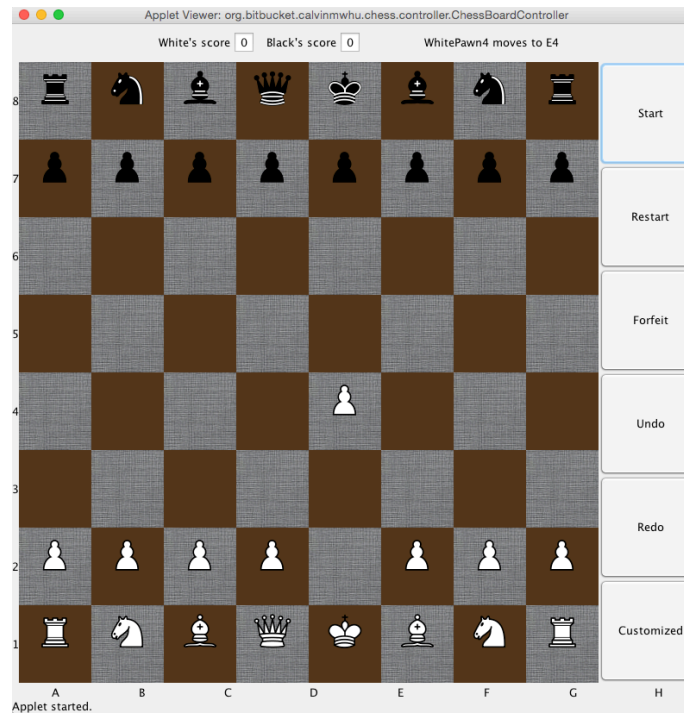 Applet Viewer: org.bitbucket.calvinmwhu.chess.controller.ChessBoardController
White's score 0 Black's score 0 WhitePawn4 moves to E4
8
Start
7
Restart
6
Forfeit
5
4
Undo
3
Redo
2
Customized
1
A B C D E F G H
Applet started.